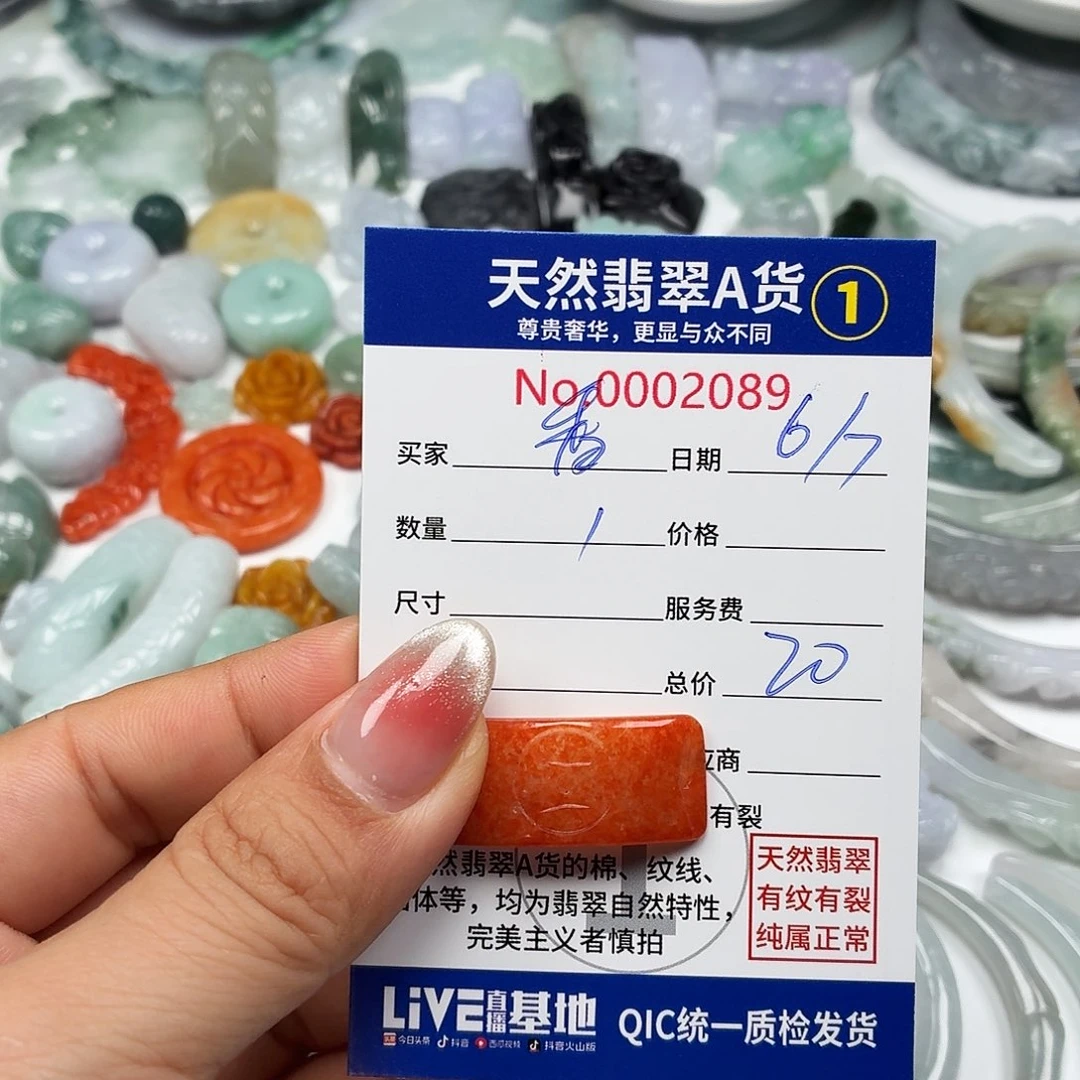 天然翡翠A货 1
尊贵奢华，更显与众不同
No.0002089
买家 香 日期 6/7
数量 1 价格
尺寸 服务费
总价 20
应商
有裂
然翡翠A货的棉、纹线、
体等，均为翡翠自然特性，
完美主义者慎拍
天然翡翠
有纹有裂
纯属正常
LiVE直播基地 QIC统一质检发货
今日头条 抖音 西瓜视频 抖音火山版